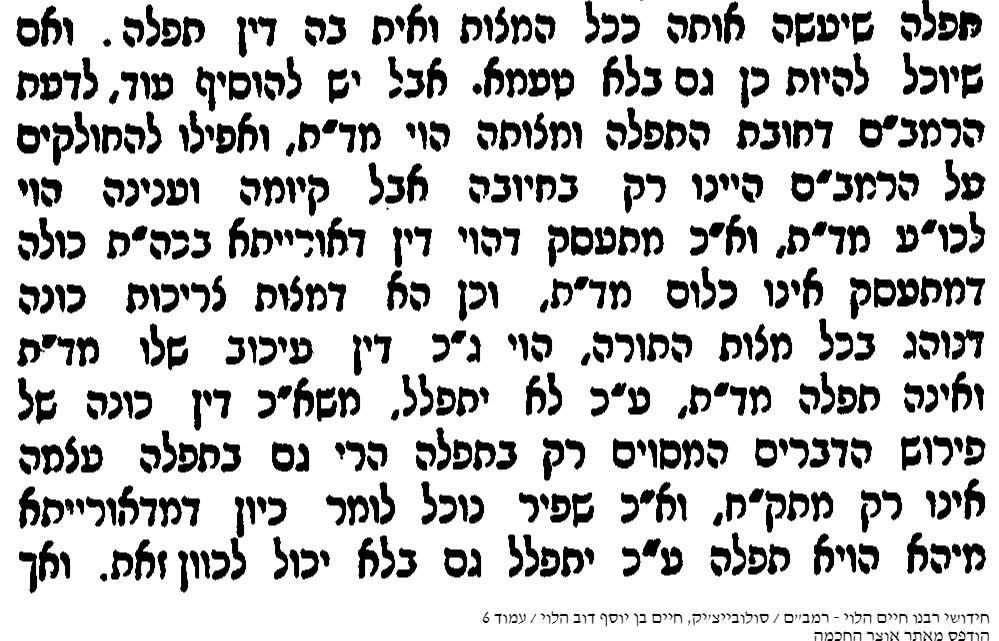 תפלה שיעשה אותה ככל המצות ואית בה דין תפלה. ואם
שיוכל להיות כן גם בלא טעמא. אבל יש להוסיף עוד, לדעת
הרמב״ם דחובת התפלה ומצותה הוי מד״ת, ואפילו להחולקים
על הרמב״ם היינו רק בחיובה אבל קיומה וענינה הוי
לכו״ע מד״ת, וא״כ מתעסק דהוי דין דאורייתא בכה״ת כולה
דמתעסק אינו כלום מד״ת, וכן הא דמצות צריכות כונה
דנוהג בכל מצות התורה, הוי ג״כ דין עיכוב שלו מד״ת
ואינה תפלה מד״ת, ע״כ לא יתפלל, משא״כ דין כונה של
פירוש הדברים המסוים רק בתפלה הרי גם בתפלה עצמה
אינו רק מתק״ח, וא״כ שפיר נוכל לומר כיון דמדאורייתא
מיהא הויא תפלה ע״כ יתפלל גם בלא יכול לכוון זאת. ואך
חידושי רבנו חיים הלוי - רמב״ם / סולובייצ׳יק, חיים בן יוסף דוב הלוי / עמוד 6
הודפס מאתר אוצר החכמה